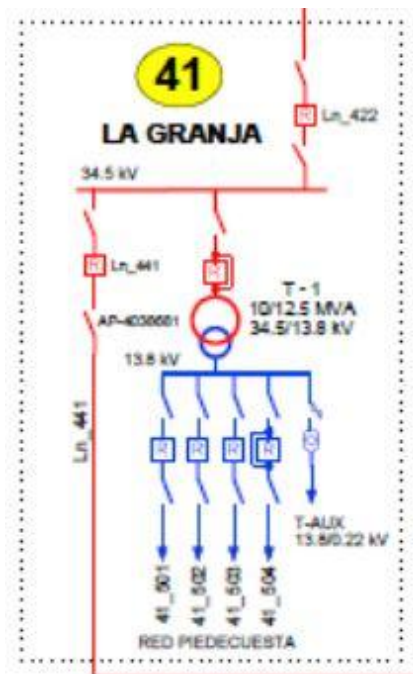 41
Ln_422
LA GRANJA
34.5 kV
R
R
Ln_441
R
T - 1
10/12.5 MVA
34.5/13.8 kV
13.8 kV
Ln_441
R
R
R
R
T-AUX
13.8/0.22 kV
41_501
41_502
41_503
41_504
RED PIEDECUESTA